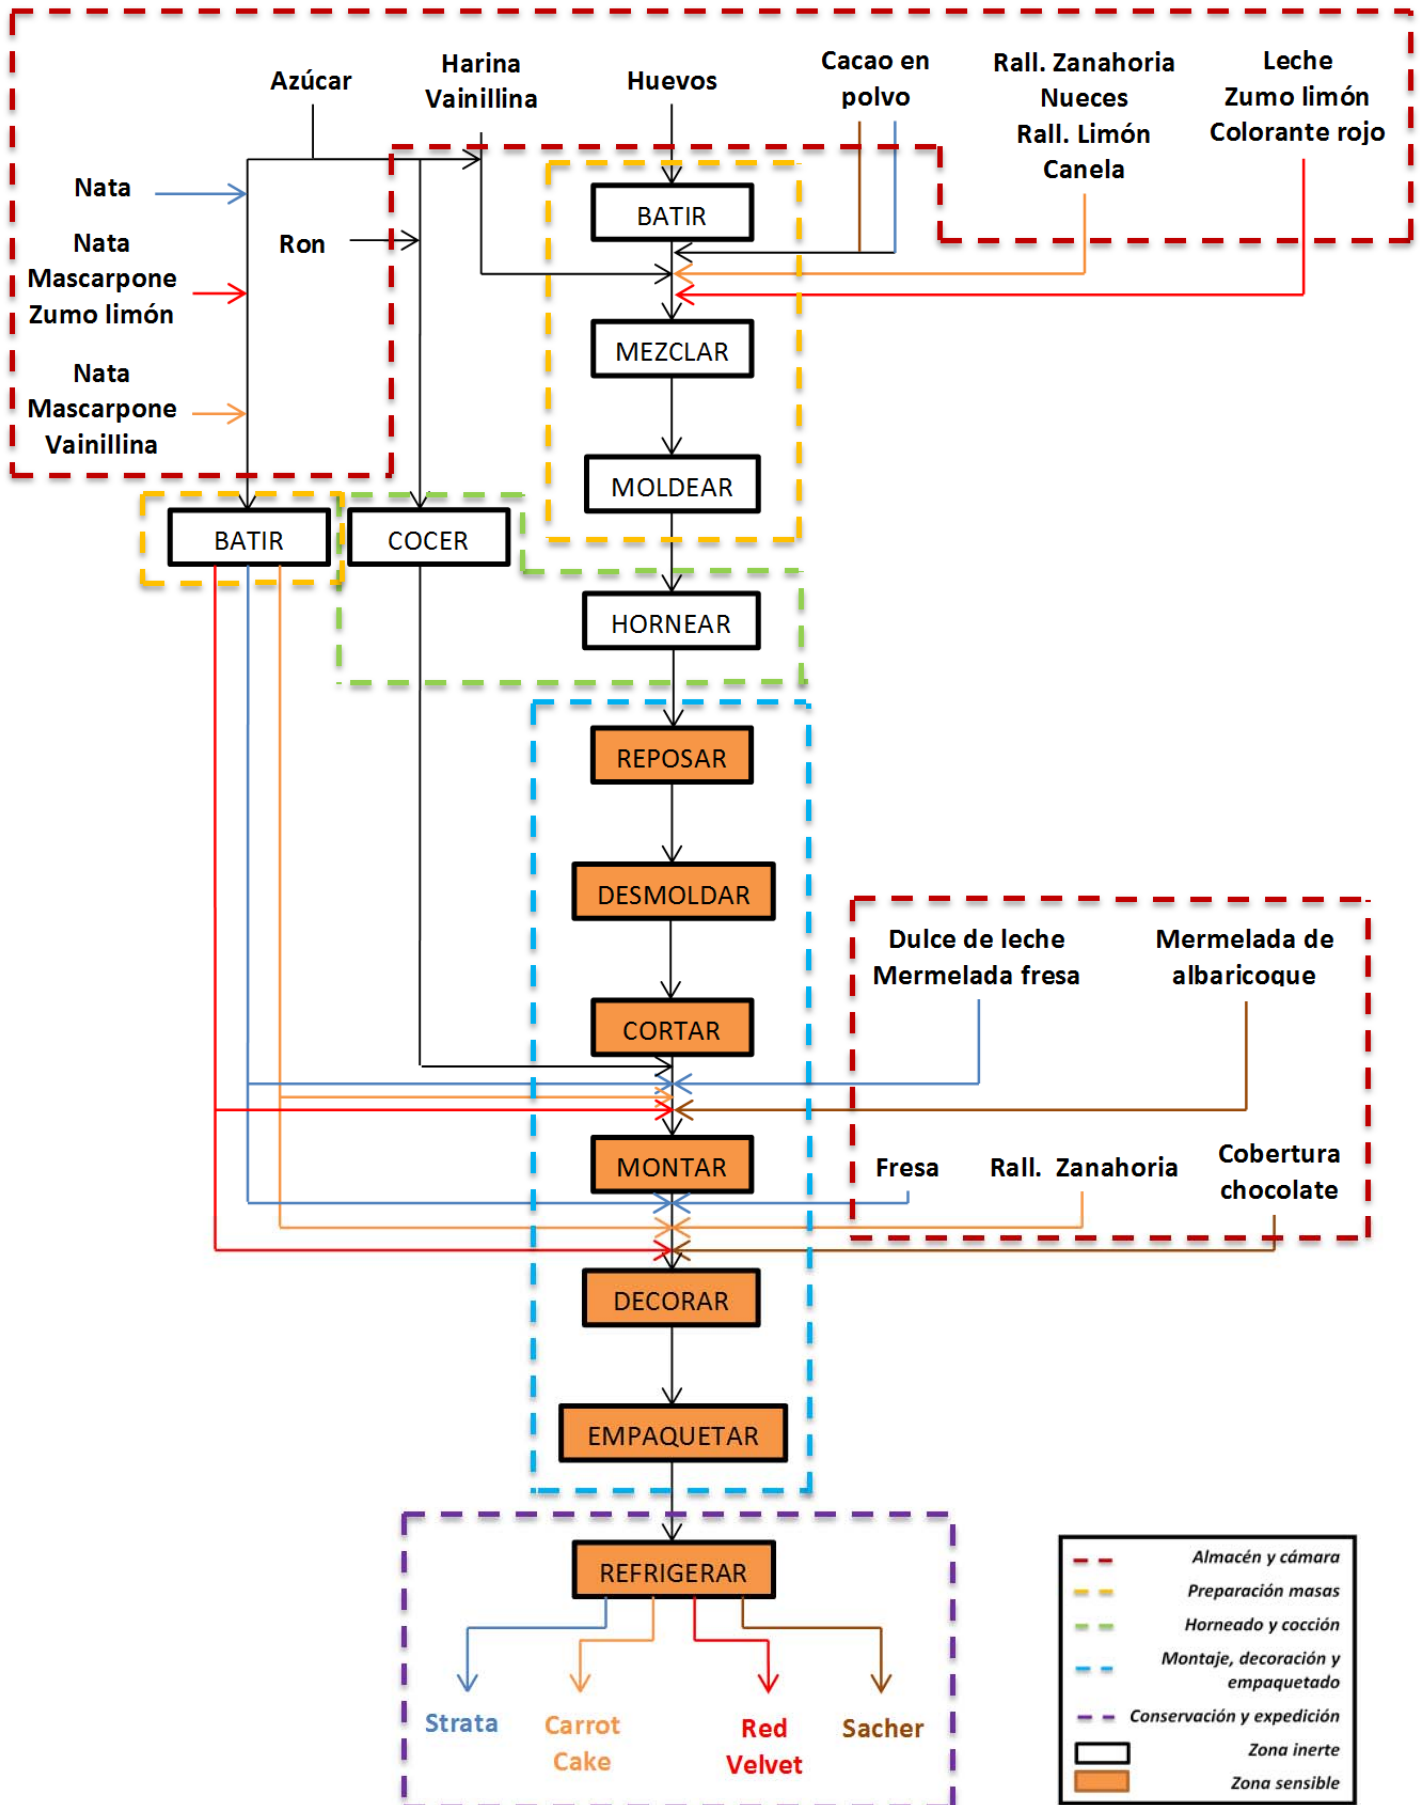 Azúcar
Harina
Vainillina
Huevos
Cacao en
polvo
Rall. Zanahoria
Nueces
Rall. Limón
Canela
Leche
Zumo limón
Colorante rojo
Nata
Nata
Mascarpone
Zumo limón
Nata
Mascarpone
Vainillina
Ron
BATIR
MEZCLAR
MOLDEAR
BATIR
COCER
HORNEAR
REPOSAR
DESMOLDAR
CORTAR
Dulce de leche
Mermelada fresa
Mermelada de
albaricoque
MONTAR
Fresa
Rall. Zanahoria
Cobertura
chocolate
DECORAR
EMPAQUETAR
REFRIGERAR
Strata
Carrot
Cake
Red
Velvet
Sacher
Almacén y cámara
Preparación masas
Horneado y cocción
Montaje, decoración y
empaquetado
Conservación y expedición
Zona inerte
Zona sensible